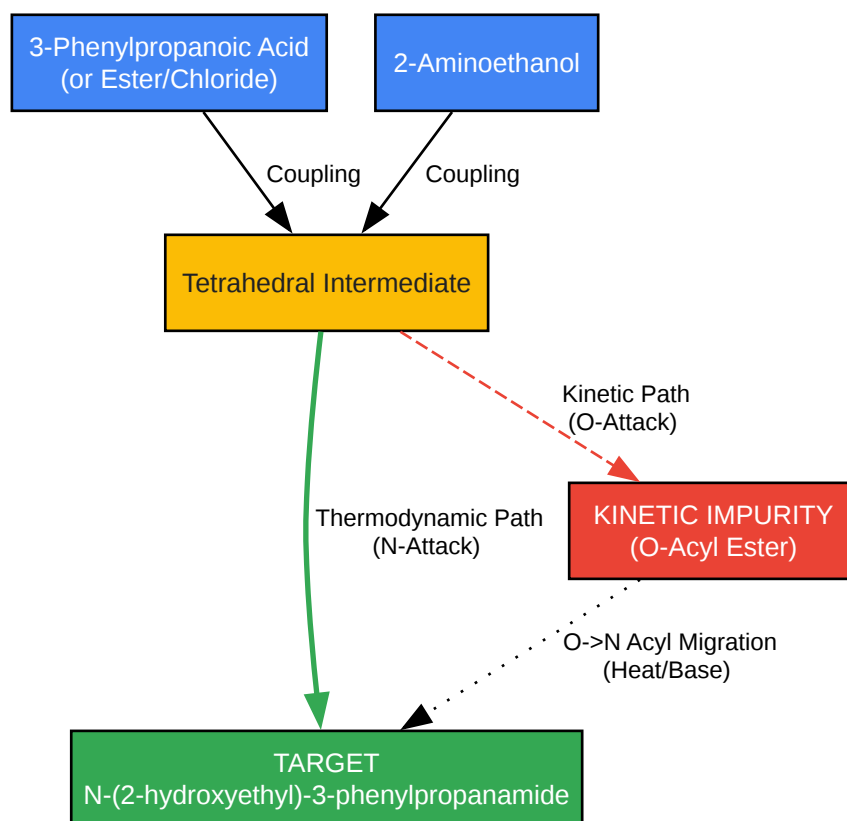 3-Phenylpropanoic Acid
(or Ester/Chloride)
2-Aminoethanol
Coupling
Coupling
Tetrahedral Intermediate
Kinetic Path
(O-Attack)
Thermodynamic Path
(N-Attack)
KINETIC IMPURITY
(O-Acyl Ester)
O->N Acyl Migration
(Heat/Base)
TARGET
N-(2-hydroxyethyl)-3-phenylpropanamide